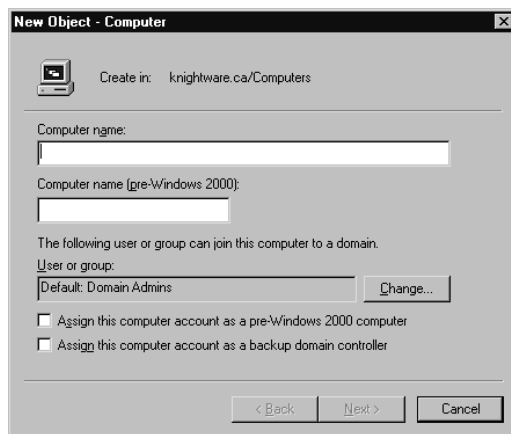 New Object - Computer
Create in: knightware.ca/Computers
Computer name:
Computer name (pre-Windows 2000):
The following user or group can join this computer to a domain.
User or group:
Default: Domain Admins
Change...
Assign this computer account as a pre-Windows 2000 computer
Assign this computer account as a backup domain controller
< Back Next > Cancel